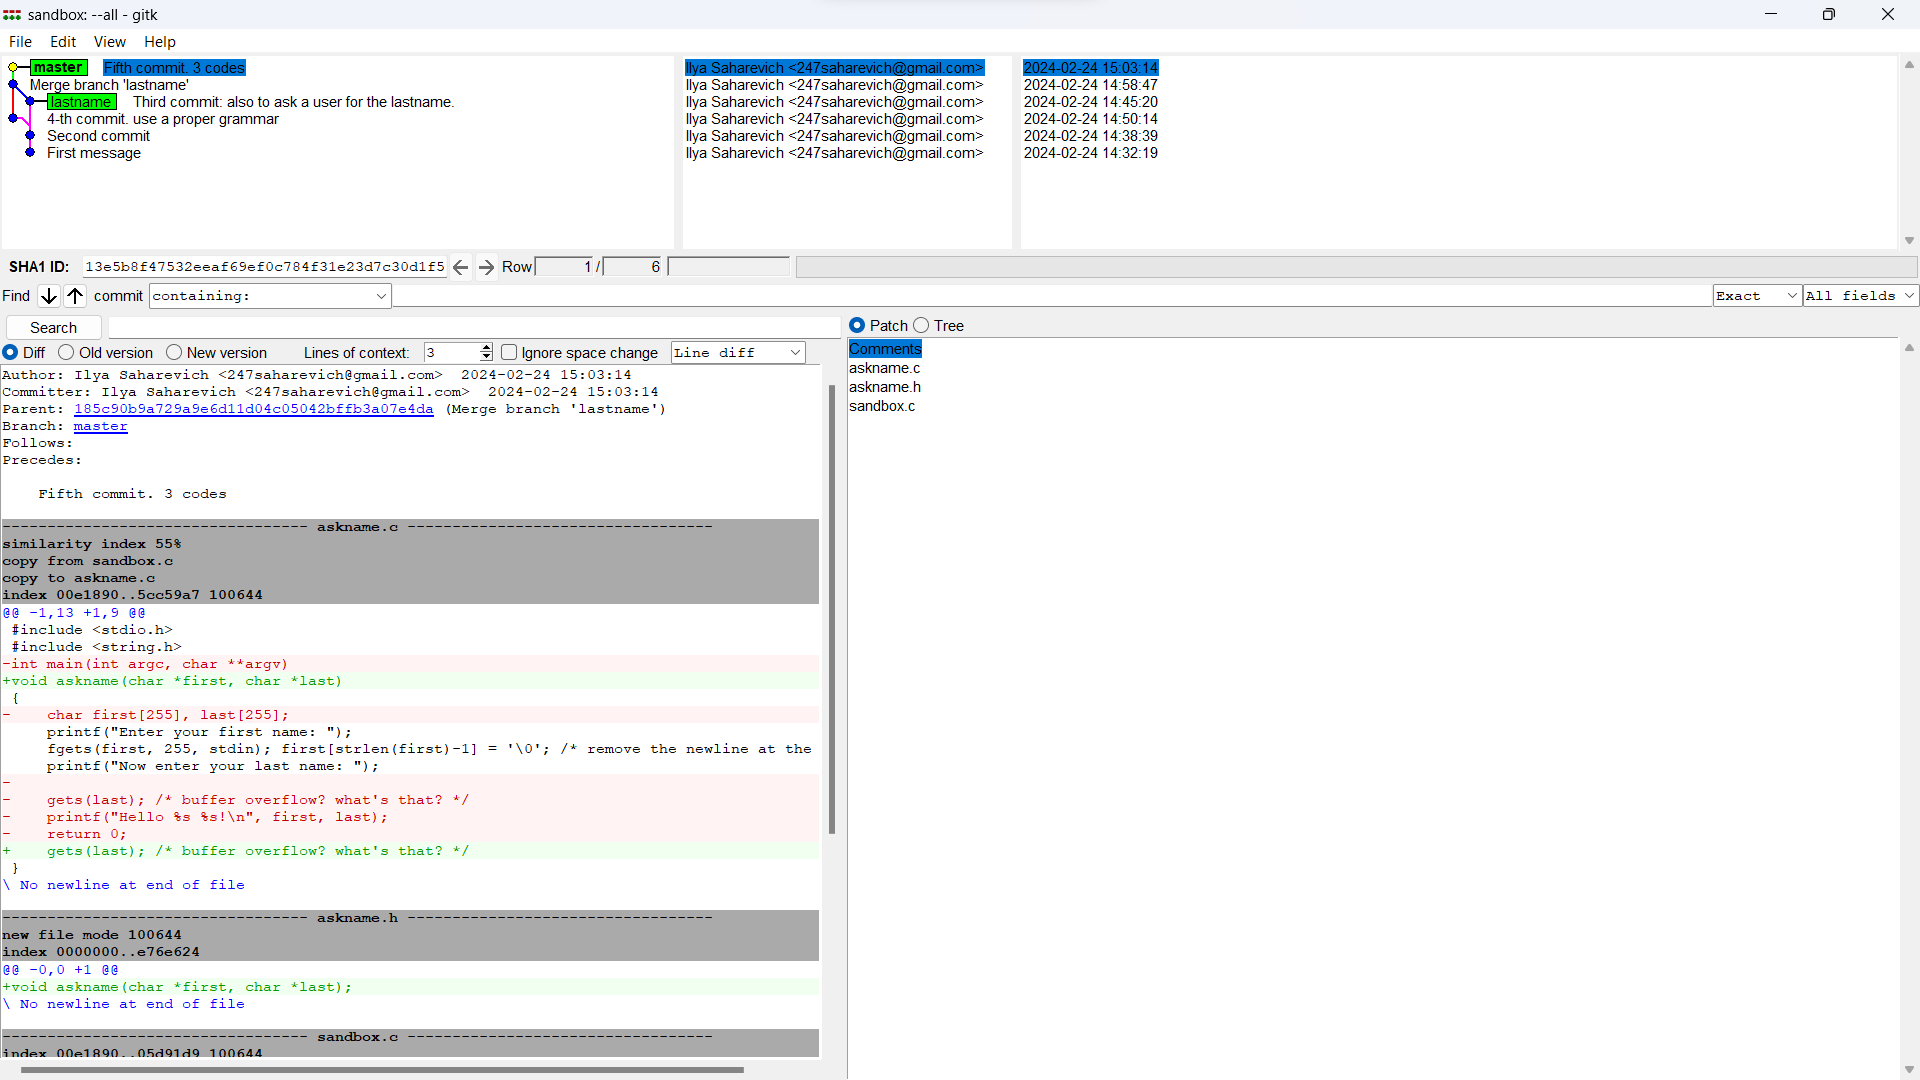 sandbox: --all - gitk
File Edit View Help
master Fifth commit. 3 codes Ilya Saharevich <247saharevich@gmail.com> 2024-02-24 15:03:14
Merge branch 'lastname' Ilya Saharevich <247saharevich@gmail.com> 2024-02-24 14:58:47
lastname Third commit: also to ask a user for the lastname. Ilya Saharevich <247saharevich@gmail.com> 2024-02-24 14:45:20
4-th commit. use a proper grammar Ilya Saharevich <247saharevich@gmail.com> 2024-02-24 14:50:14
Second commit Ilya Saharevich <247saharevich@gmail.com> 2024-02-24 14:38:39
First message Ilya Saharevich <247saharevich@gmail.com> 2024-02-24 14:32:19
SHA1 ID: 13e5b8f47532eeaf69ef0c784f31e23d7c30d1f5 Row 1 / 6
Find commit containing: Exact All fields
Search
Diff Old version New version Lines of context: 3 Ignore space change Line diff
Author: Ilya Saharevich <247saharevich@gmail.com> 2024-02-24 15:03:14
Committer: Ilya Saharevich <247saharevich@gmail.com> 2024-02-24 15:03:14
Parent: 185c90b9a729a9e6d11d04c05042bffb3a07e4da (Merge branch 'lastname')
Branch: master
Follows:
Precedes:
Fifth commit. 3 codes
---------------------------------- askname.c ----------------------------------
similarity index 55%
copy from sandbox.c
copy to askname.c
index 00e1890..5cc59a7 100644
@@ -1,13 +1,9 @@
#include <stdio.h>
#include <string.h>
-int main(int argc, char **argv)
+void askname(char *first, char *last)
{
-    char first[255], last[255];
printf("Enter your first name: ");
fgets(first, 255, stdin); first[strlen(first)-1] = '\0'; /* remove the newline at the
printf("Now enter your last name: ");
-
-    gets(last); /* buffer overflow? what's that? */
-    printf("Hello %s %s!\n", first, last);
-    return 0;
+    gets(last); /* buffer overflow? what's that? */
}
\ No newline at end of file
---------------------------------- askname.h ----------------------------------
new file mode 100644
index 0000000..e76e624
@@ -0,0 +1 @@
+void askname(char *first, char *last);
\ No newline at end of file
---------------------------------- sandbox.c ----------------------------------
index 00e1890..05d91d9 100644
Patch Tree
Comments
askname.c
askname.h
sandbox.c